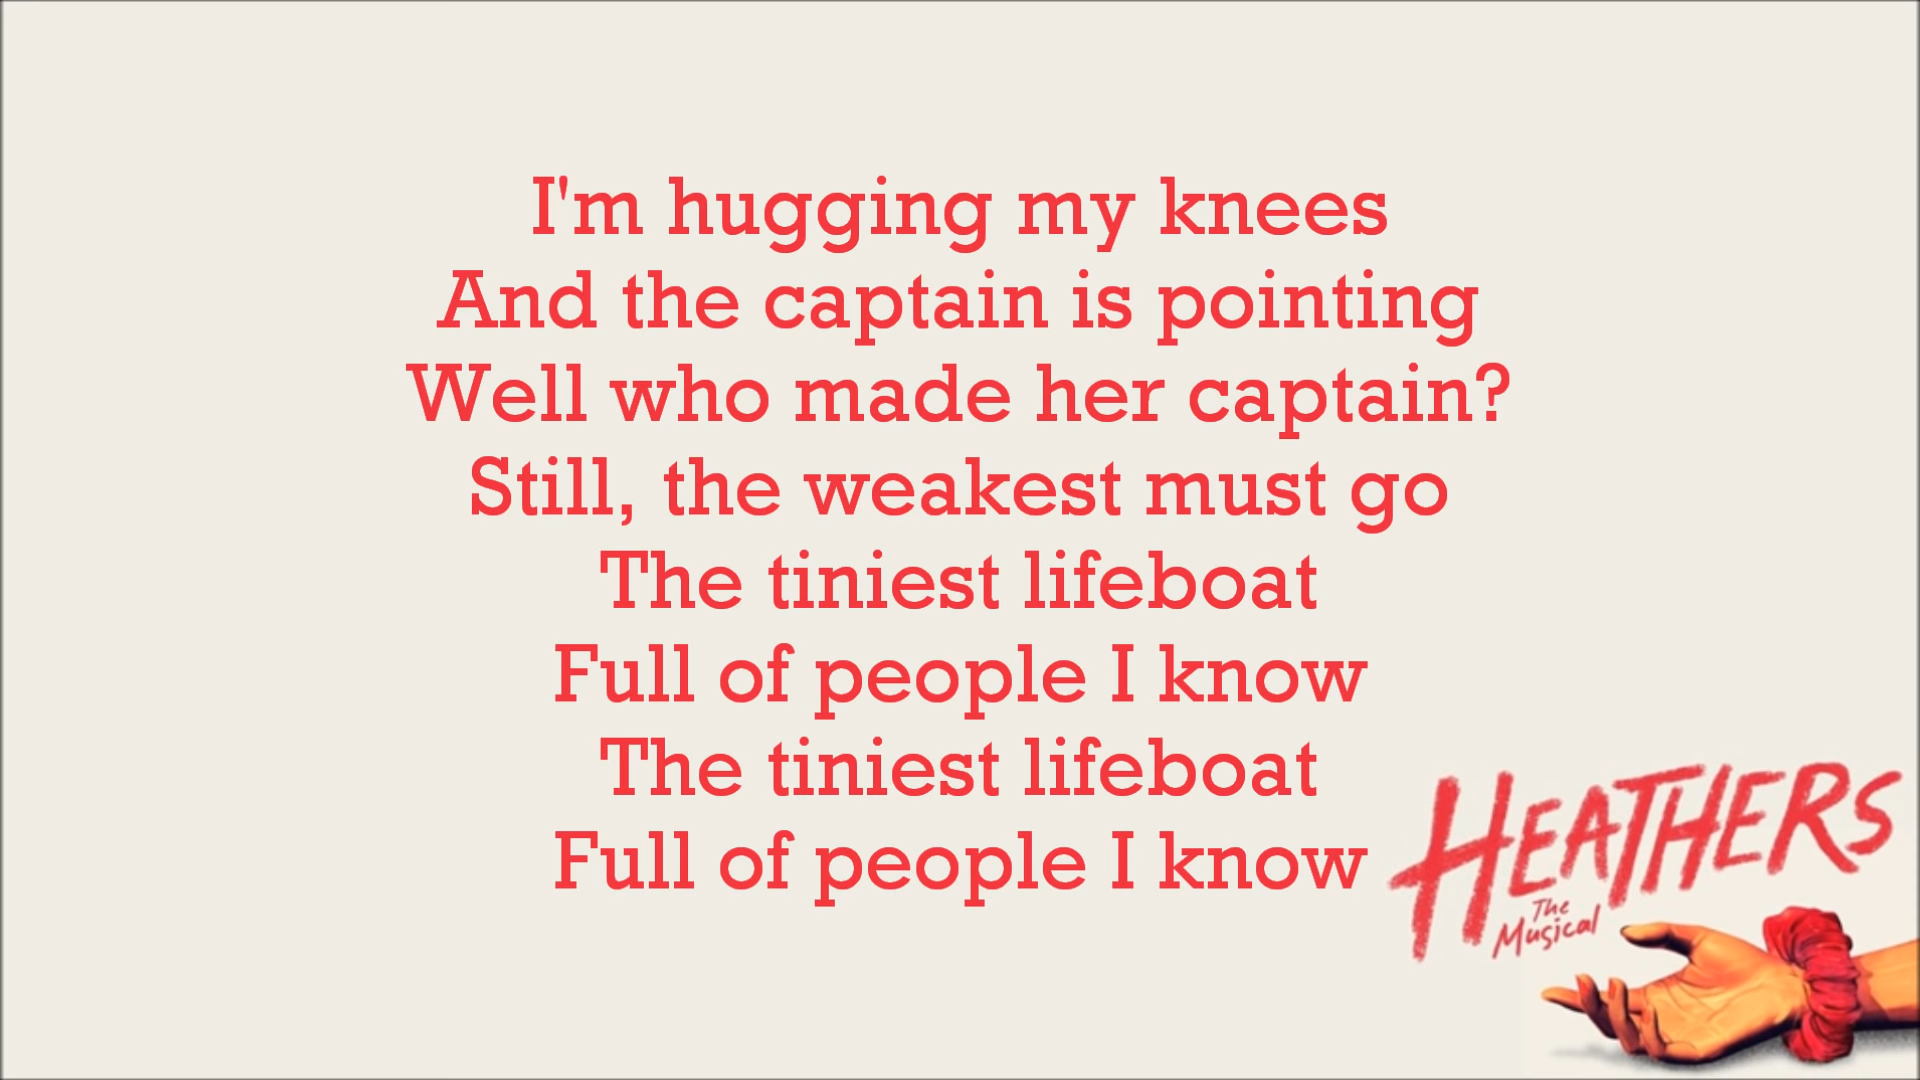 I'm hugging my knees
And the captain is pointing
Well who made her captain?
Still, the weakest must go
The tiniest lifeboat
Full of people I know
The tiniest lifeboat
Full of people I know
HEATHERS
The
Musical